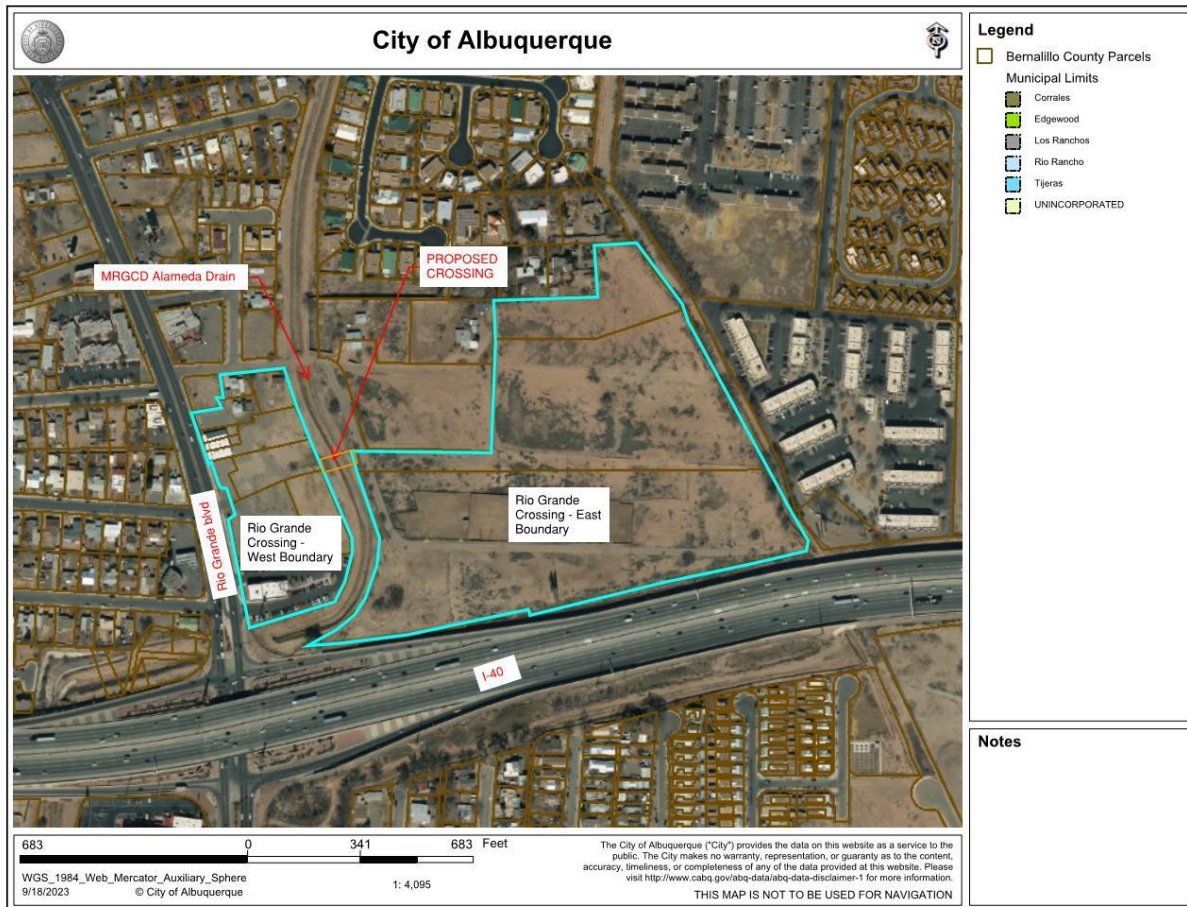 City of Albuquerque
Legend
Bernalillo County Parcels
Municipal Limits
Corrales
Edgewood
Los Ranchos
Rio Rancho
Tijeras
UNINCORPORATED
PROPOSED
CROSSING
MRGCD Alameda Drain
Rio Grande
Crossing - East
Boundary
Rio Grande
Crossing -
West Boundary
Rio Grande blvd
I-40
Notes
683 0 341 683 Feet
WGS_1984_Web_Mercator_Auxiliary_Sphere
9/18/2023 © City of Albuquerque
1: 4,095
The City of Albuquerque ("City") provides the data on this website as a service to the
public. The City makes no warranty, representation, or guaranty as to the content,
accuracy, timeliness, or completeness of any of the data provided at this website. Please
visit http://www.cabq.gov/abq-data/abq-data-disclaimer-1 for more information.
THIS MAP IS NOT TO BE USED FOR NAVIGATION